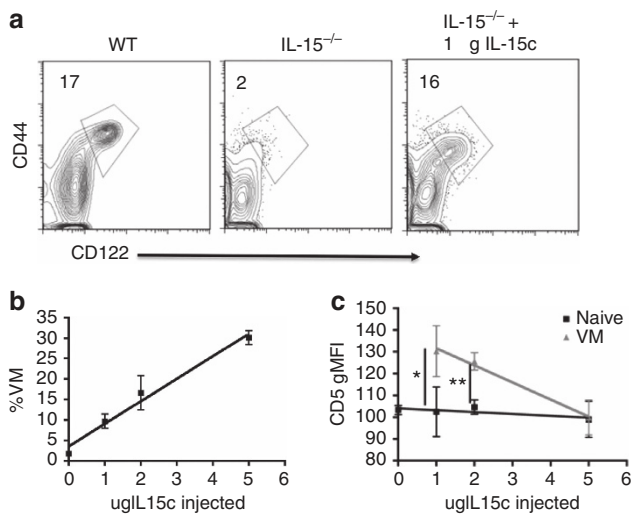 a
WT
IL-15–/–
IL-15–/– +
1 g IL-15c
17
2
16
CD44
CD122
b
%VM
35
30
25
20
15
10
5
0
0 1 2 3 4 5 6
ugIL15c injected
c
Naive
VM
CD5 gMFI
150
140
130
120
110
100
90
80
* **
0 1 2 3 4 5 6
ugIL15c injected